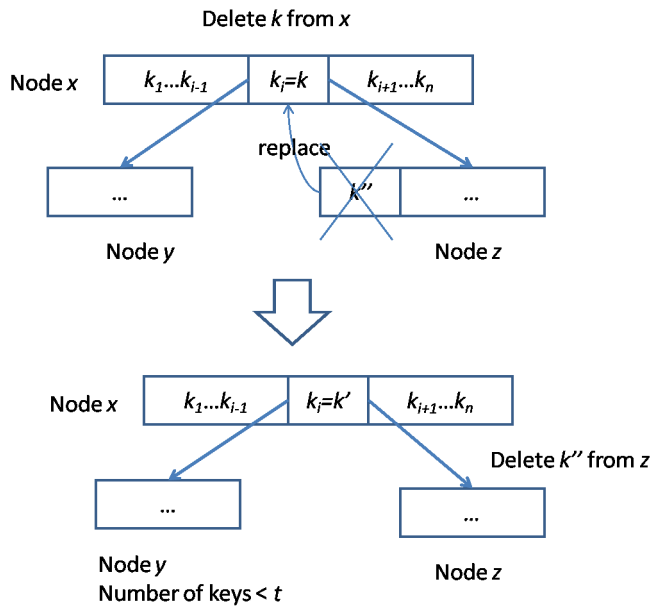 Delete k from x
Node x
k1...ki-1 ki=k ki+1...kn
replace
... k'' ...
Node y Node z
Node x
k1...ki-1 ki=k' ki+1...kn
Delete k'' from z
... ...
Node y
Number of keys < t
Node z